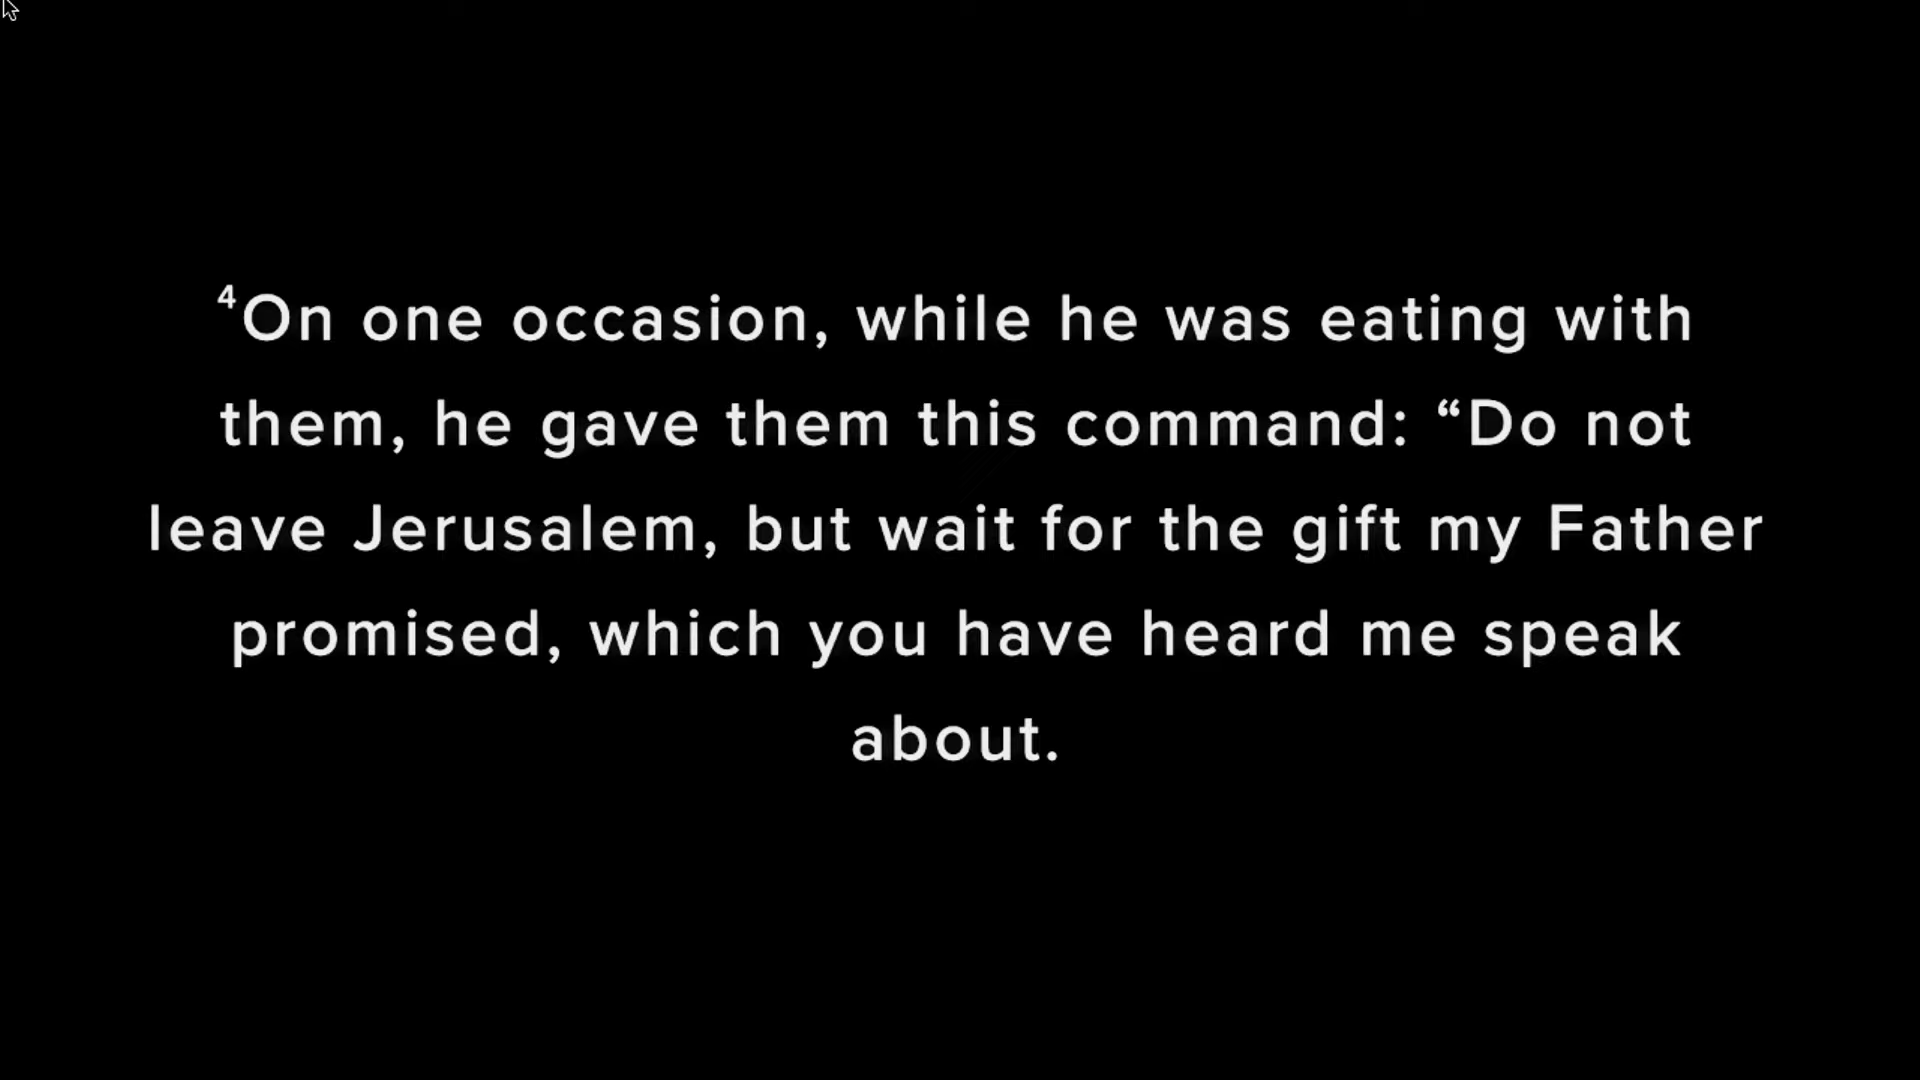 ⁴On one occasion, while he was eating with
them, he gave them this command: “Do not
leave Jerusalem, but wait for the gift my Father
promised, which you have heard me speak
about.